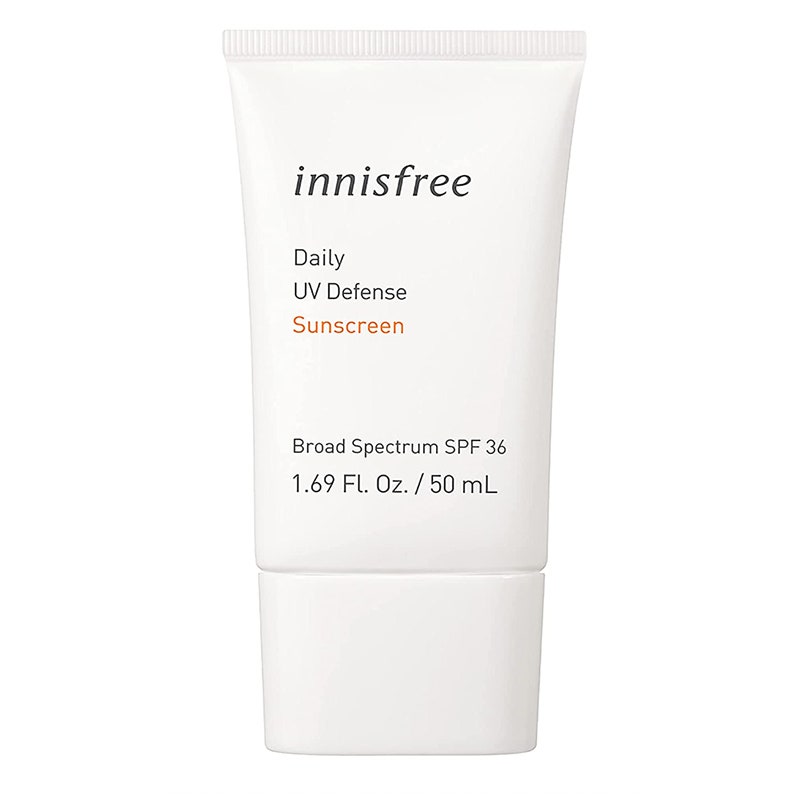 innisfree
Daily
UV Defense
Sunscreen
Broad Spectrum SPF 36
1.69 Fl. Oz. / 50 mL